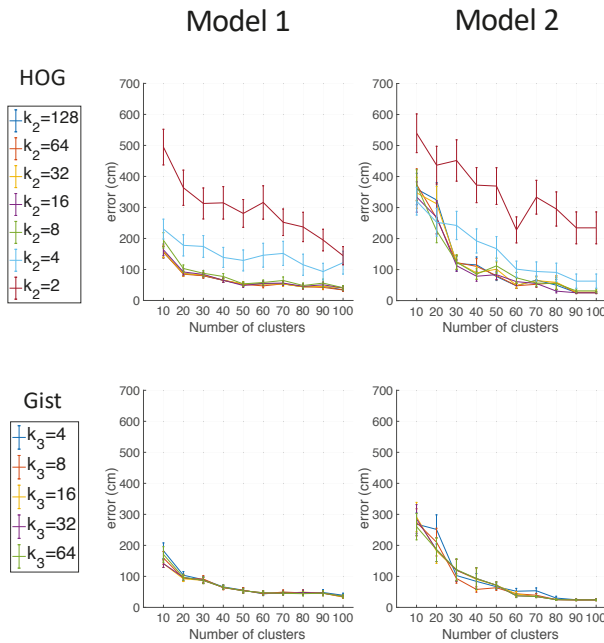 Model 1
Model 2
HOG
k2=128
k2=64
k2=32
k2=16
k2=8
k2=4
k2=2
700
600
500
400
300
200
100
0
error (cm)
10 20 30 40 50 60 70 80 90 100
Number of clusters
700
600
500
400
300
200
100
0
error (cm)
10 20 30 40 50 60 70 80 90 100
Number of clusters
Gist
k3=4
k3=8
k3=16
k3=32
k3=64
700
600
500
400
300
200
100
0
error (cm)
10 20 30 40 50 60 70 80 90 100
Number of clusters
700
600
500
400
300
200
100
0
error (cm)
10 20 30 40 50 60 70 80 90 100
Number of clusters